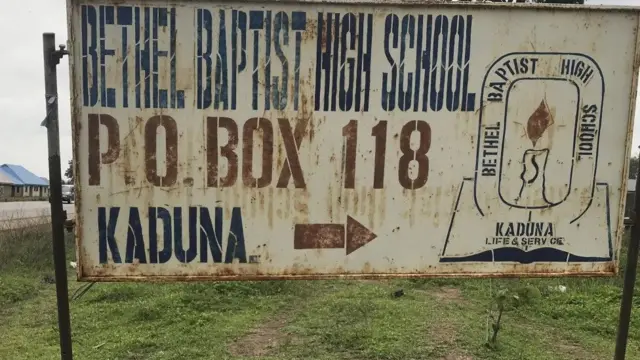 BETHEL BAPTIST HIGH SCHOOL
P.O. BOX 118
KADUNA
BETHEL BAPTIST HIGH SCHOOL
KADUNA
LIFE & SERVICE